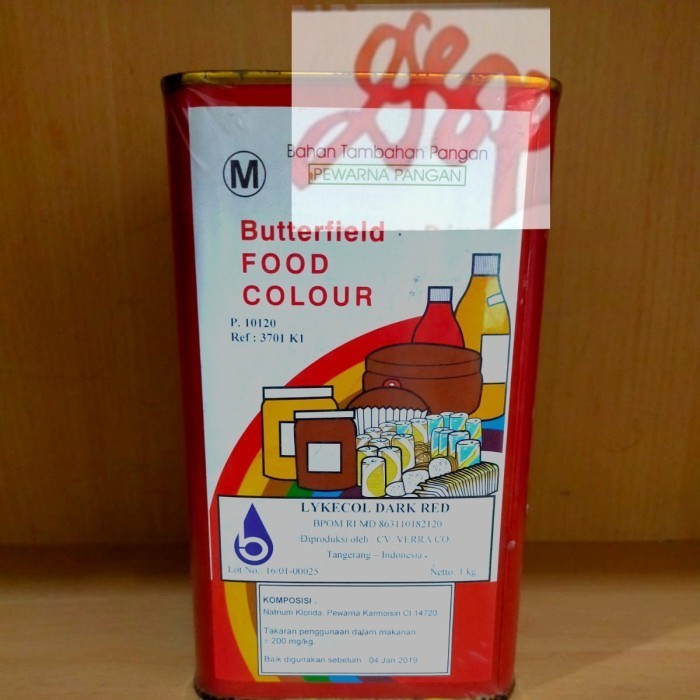 Bahan Tambahan Pangan
PEWARNA PANGAN
M
Butterfield
FOOD
COLOUR
P. 10120
Ref : 3701 K1
LYKECOL DARK RED
BPOM RI MD 863110182120
Diproduksi oleh CV. VERRA CO.
Tangerang – Indonesia
Lot No.. 16/01-00025 Netto: 1 kg
KOMPOSISI :
Natrium Klorida, Pewarna Karmoisin CI 14720
Takaran penggunaan dalam makanan
: 200 mg/kg.
Baik digunakan sebelum 04 Jan 2019